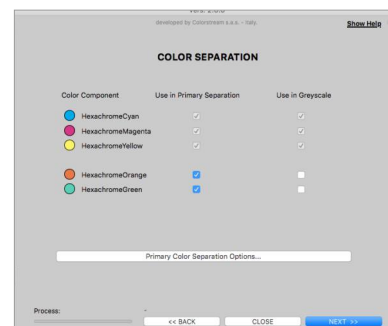 developed by Colorstream s.a.s. - Italy.
Show Help
COLOR SEPARATION
Color Component Use in Primary Separation Use in Greyscale
HexachromeCyan
HexachromeMagenta
HexachromeYellow
HexachromeOrange
HexachromeGreen
Primary Color Separation Options...
Process: -
<< BACK CLOSE NEXT >>